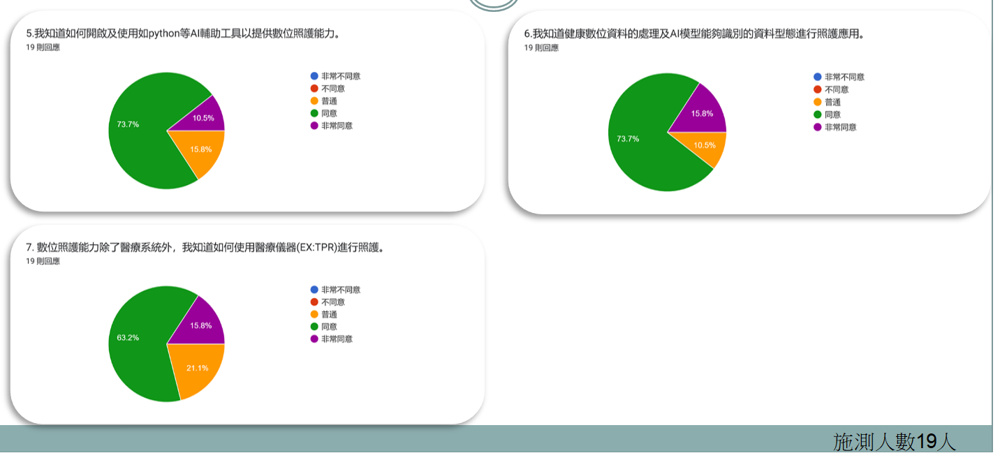 5.我知道如何開啟及使用如python等AI輔助工具以提供數位照護能力。
19 則回應
非常不同意
不同意
普通
同意
非常同意
73.7%
10.5%
15.8%
6.我知道健康數位資料的處理及AI模型能夠識別的資料型態進行照護應用。
19 則回應
非常不同意
不同意
普通
同意
非常同意
15.8%
73.7%
10.5%
7. 數位照護能力除了醫療系統外，我知道如何使用醫療儀器(EX:TPR)進行照護。
19 則回應
非常不同意
不同意
普通
同意
非常同意
15.8%
63.2%
21.1%
施測人數19人